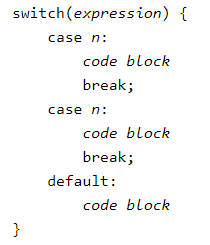 switch(expression) {
    case n:
        code block
        break;
    case n:
        code block
        break;
    default:
        code block
}